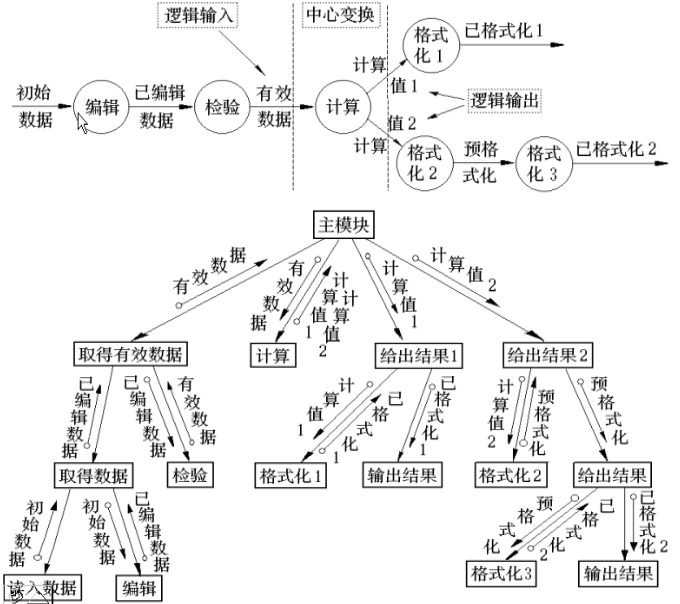 逻辑输入
中心变换
格式
化1
已格式化1
计算
值1
初始
数据
编辑
已编辑
数据
检验
有效
数据
计算
逻辑输出
值2
计算
格式
化2
预格
式化
格式
化3
已格式化2
主模块
有效数据
有效数据
计算值1
计算值2
计算值1
计算值2
取得有效数据
计算
给出结果1
给出结果2
已编辑数据
已编辑数据
有效数据
计算值1
已格式化1
已格式化1
计算值2
预格式化
预格式化
取得数据
检验
格式化1
输出结果
格式化2
给出结果
初始数据
初始数据
已编辑数据
预格式化
已格式化2
已格式化2
读入数据
编辑
格式化3
输出结果